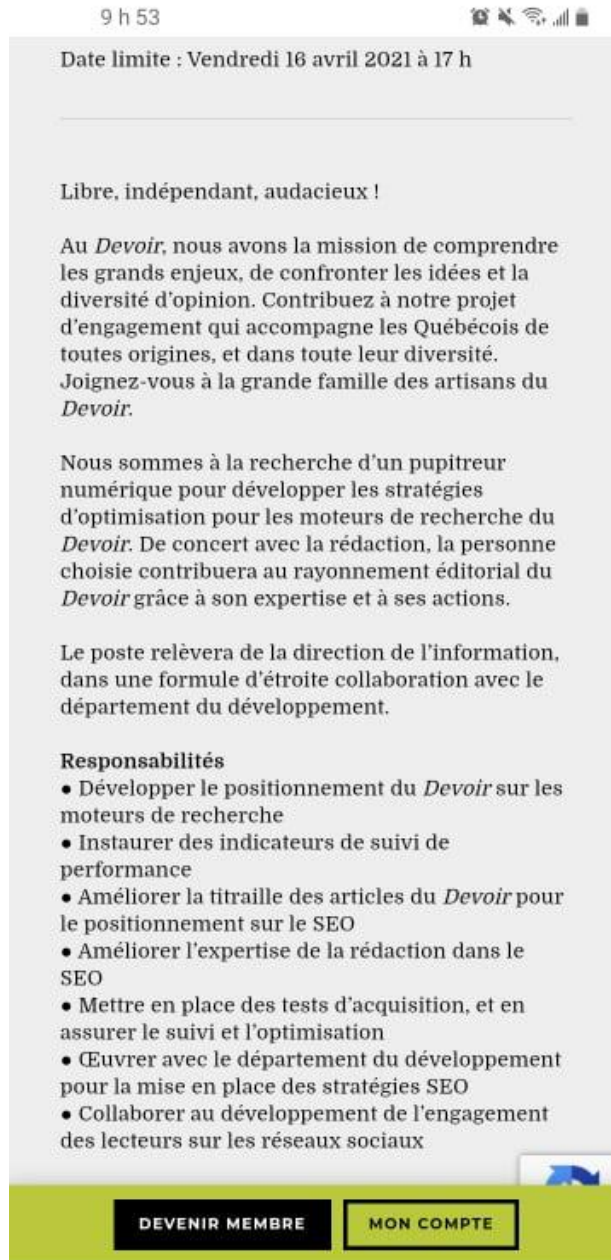 9 h 53
Date limite : Vendredi 16 avril 2021 à 17 h
Libre, indépendant, audacieux !
Au Devoir, nous avons la mission de comprendre
les grands enjeux, de confronter les idées et la
diversité d’opinion. Contribuez à notre projet
d’engagement qui accompagne les Québécois de
toutes origines, et dans toute leur diversité.
Joignez-vous à la grande famille des artisans du
Devoir.
Nous sommes à la recherche d’un pupitreur
numérique pour développer les stratégies
d’optimisation pour les moteurs de recherche du
Devoir. De concert avec la rédaction, la personne
choisie contribuera au rayonnement éditorial du
Devoir grâce à son expertise et à ses actions.
Le poste relèvera de la direction de l’information,
dans une formule d’étroite collaboration avec le
département du développement.
Responsabilités
● Développer le positionnement du Devoir sur les
moteurs de recherche
● Instaurer des indicateurs de suivi de
performance
● Améliorer la titraille des articles du Devoir pour
le positionnement sur le SEO
● Améliorer l’expertise de la rédaction dans le
SEO
● Mettre en place des tests d’acquisition, et en
assurer le suivi et l’optimisation
● Œuvrer avec le département du développement
pour la mise en place des stratégies SEO
● Collaborer au développement de l’engagement
des lecteurs sur les réseaux sociaux
DEVENIR MEMBRE MON COMPTE